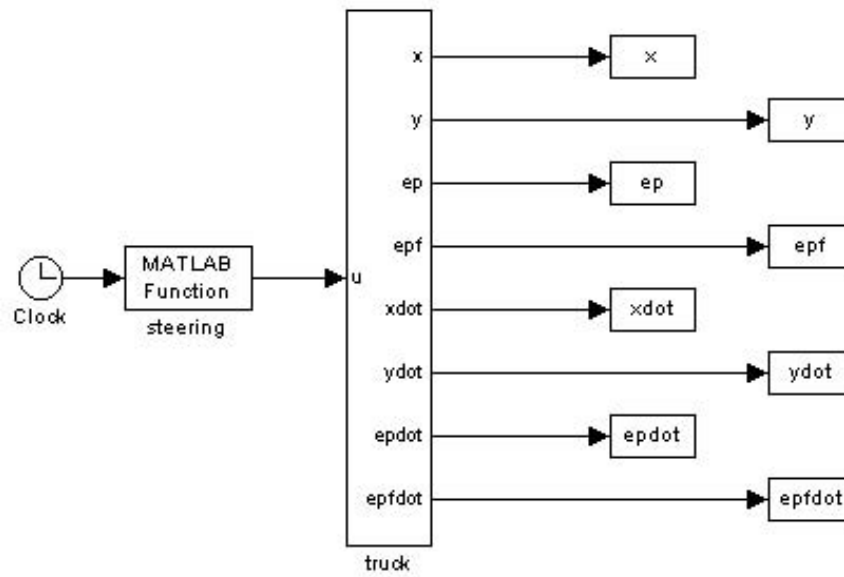 x
x
y
y
ep
ep
epf
epf
MATLAB
Function
u
Clock
steering
xdot
xdot
ydot
ydot
epdot
epdot
epfdot
epfdot
truck